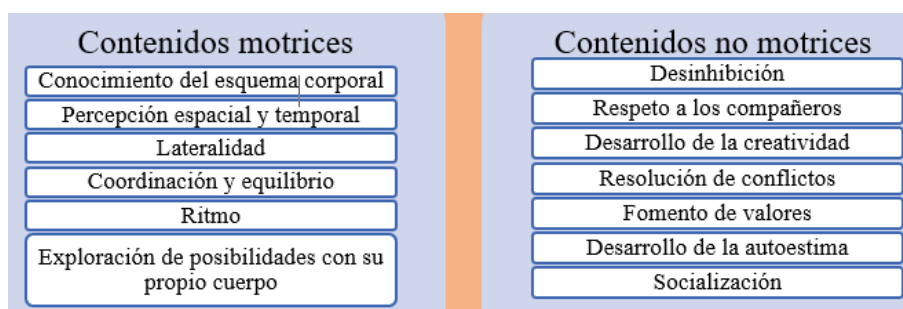 Contenidos motrices
Conocimiento del esquema corporal
Percepción espacial y temporal
Lateralidad
Coordinación y equilibrio
Ritmo
Exploración de posibilidades con su
propio cuerpo
Contenidos no motrices
Desinhibición
Respeto a los compañeros
Desarrollo de la creatividad
Resolución de conflictos
Fomento de valores
Desarrollo de la autoestima
Socialización